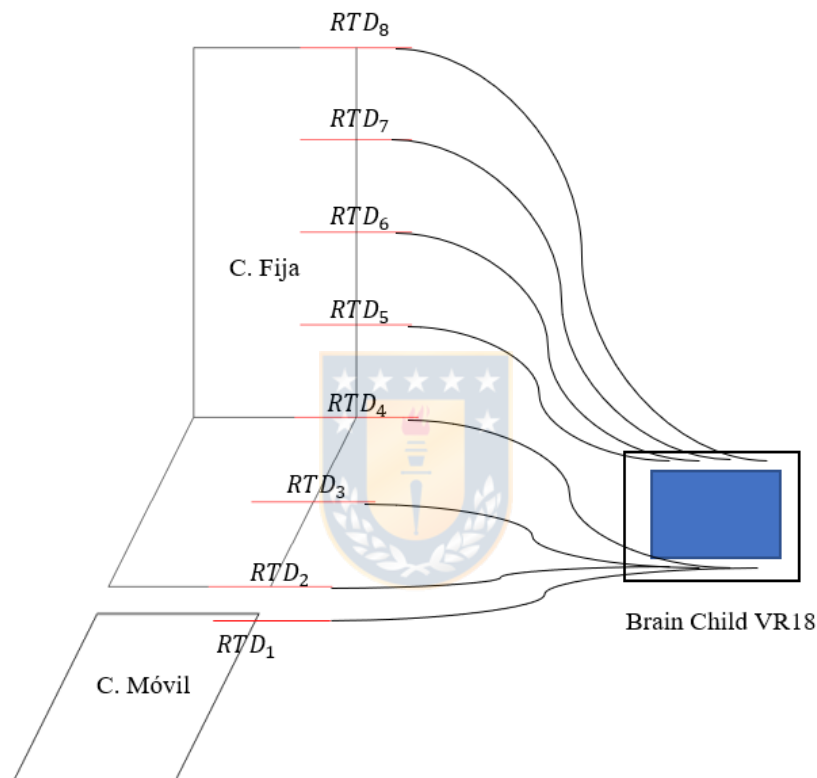 RTD₈
RTD₇
RTD₆
C. Fija
RTD₅
RTD₄
RTD₃
RTD₂
RTD₁
Brain Child VR18
C. Móvil